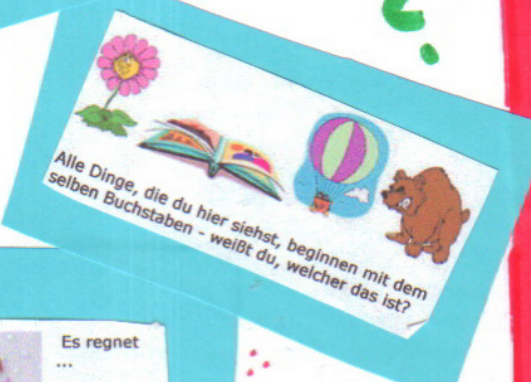 Alle Dinge, die du hier siehst, beginnen mit dem
selben Buchstaben - weißt du, welcher das ist?
Es regnet
...